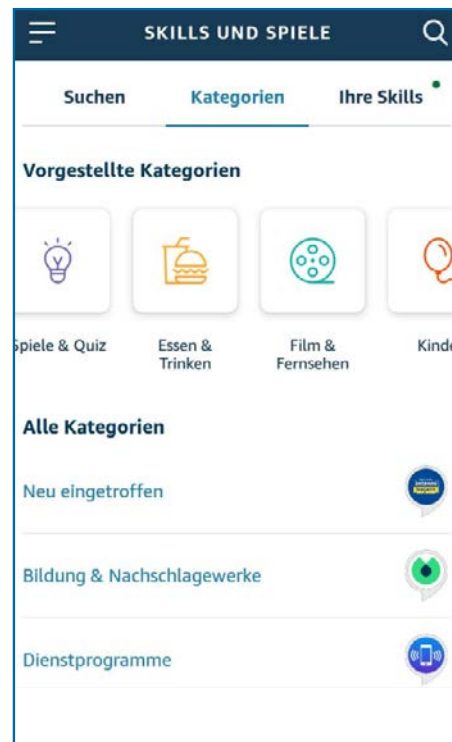 SKILLS UND SPIELE
Suchen Kategorien Ihre Skills
Vorgestellte Kategorien
piele & Quiz Essen & Film & Kinde
Trinken Fernsehen
Alle Kategorien
Neu eingetroffen
Bildung & Nachschlagewerke
Dienstprogramme